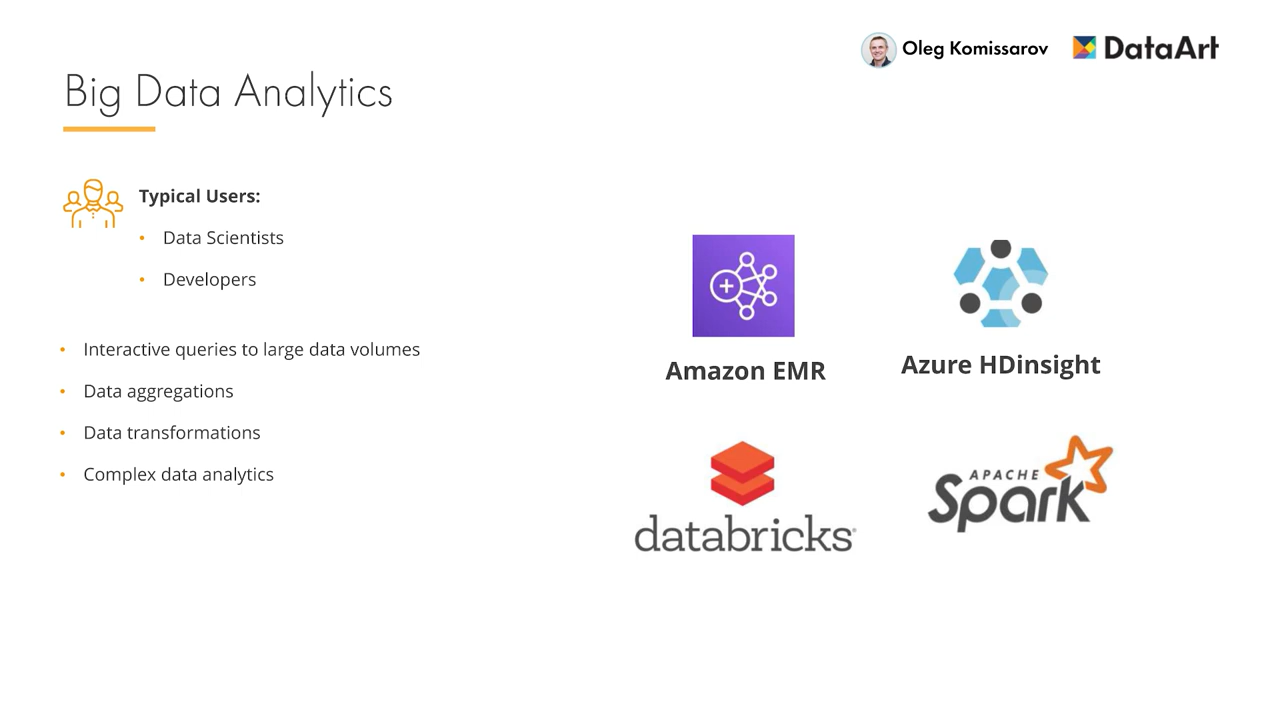 Oleg Komissarov
DataArt
Big Data Analytics
Typical Users:
• Data Scientists
• Developers
• Interactive queries to large data volumes
• Data aggregations
• Data transformations
• Complex data analytics
Amazon EMR
Azure HDinsight
databricks
APACHE
Spark